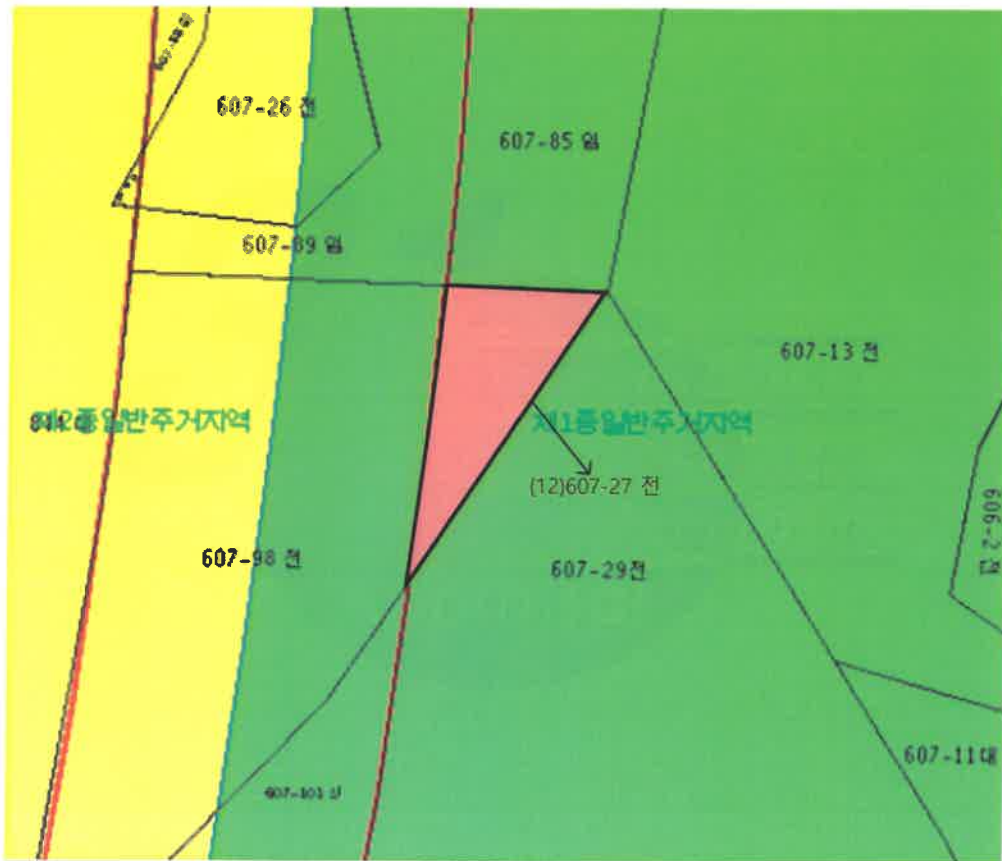 607-26 전
607-85 임
607-89 임
607-13 전
제2종일반주거지역
제1종일반주거지역
(12)607-27 전
606-2 전
607-98 전
607-29전
607-11대